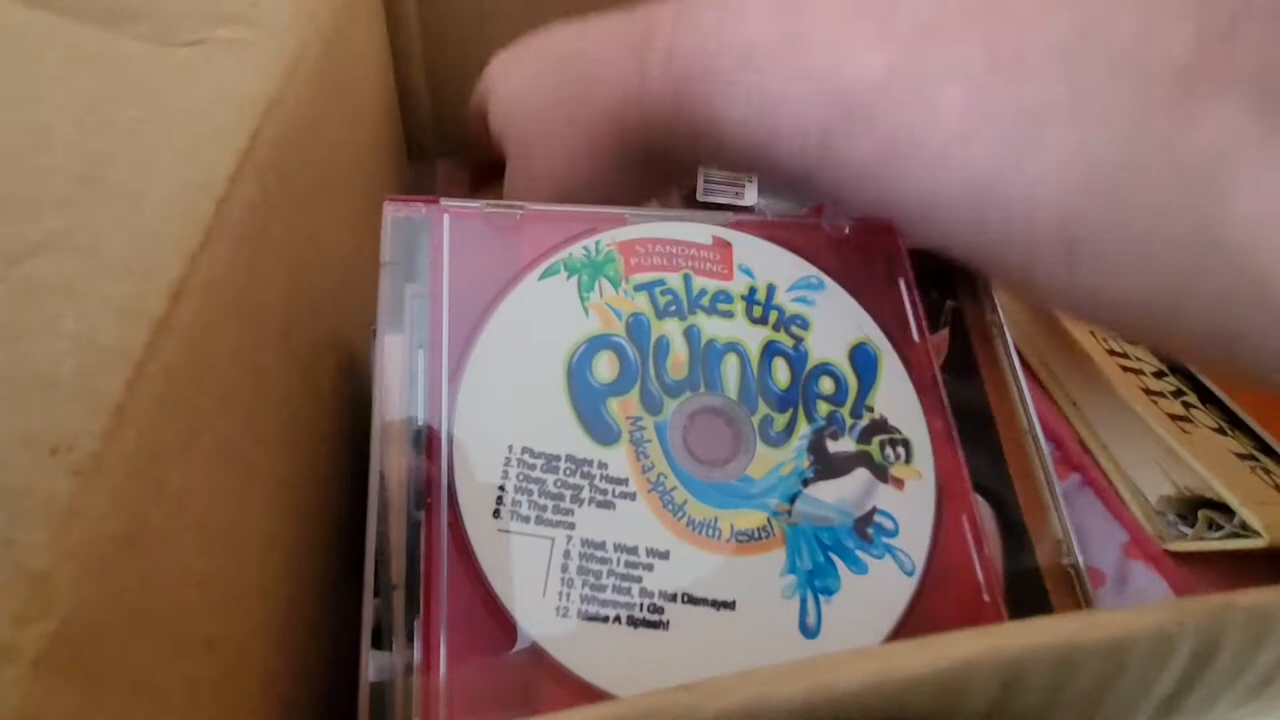 STANDARD
PUBLISHING
Take the
Plunge!
Make a Splash with Jesus!
1. Plunge Right In
2. The Gift Of My Heart
3. Obey, Obey The Lord
4. We Walk By Faith
5. In The Son
6. The Source
7. Well, Well, Well
8. When I serve
9. Sing Praise
10. Fear Not, Be Not Dismayed
11. Wherever I Go
12. Make A Splash!